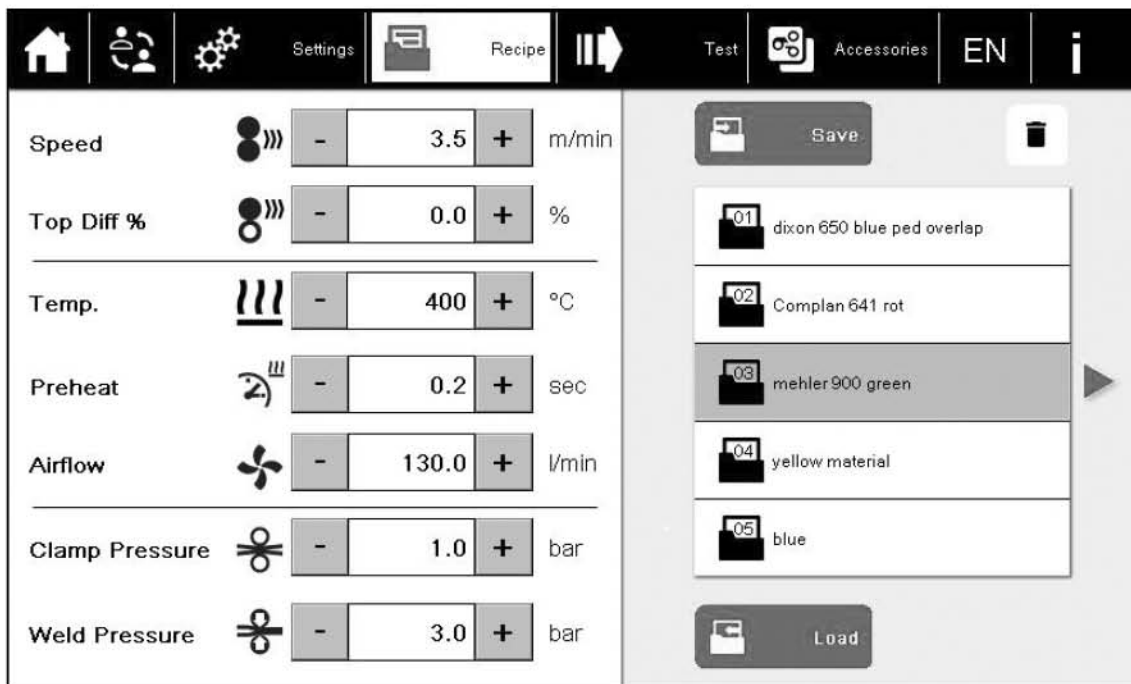 Settings Recipe Test Accessories EN i
Speed - 3.5 + m/min
Top Diff % - 0.0 + %
Temp. - 400 + °C
Preheat - 0.2 + sec
Airflow - 130.0 + l/min
Clamp Pressure - 1.0 + bar
Weld Pressure - 3.0 + bar
Save
01 dixon 650 blue ped overlap
02 Complan 641 rot
03 mehler 900 green
04 yellow material
05 blue
Load